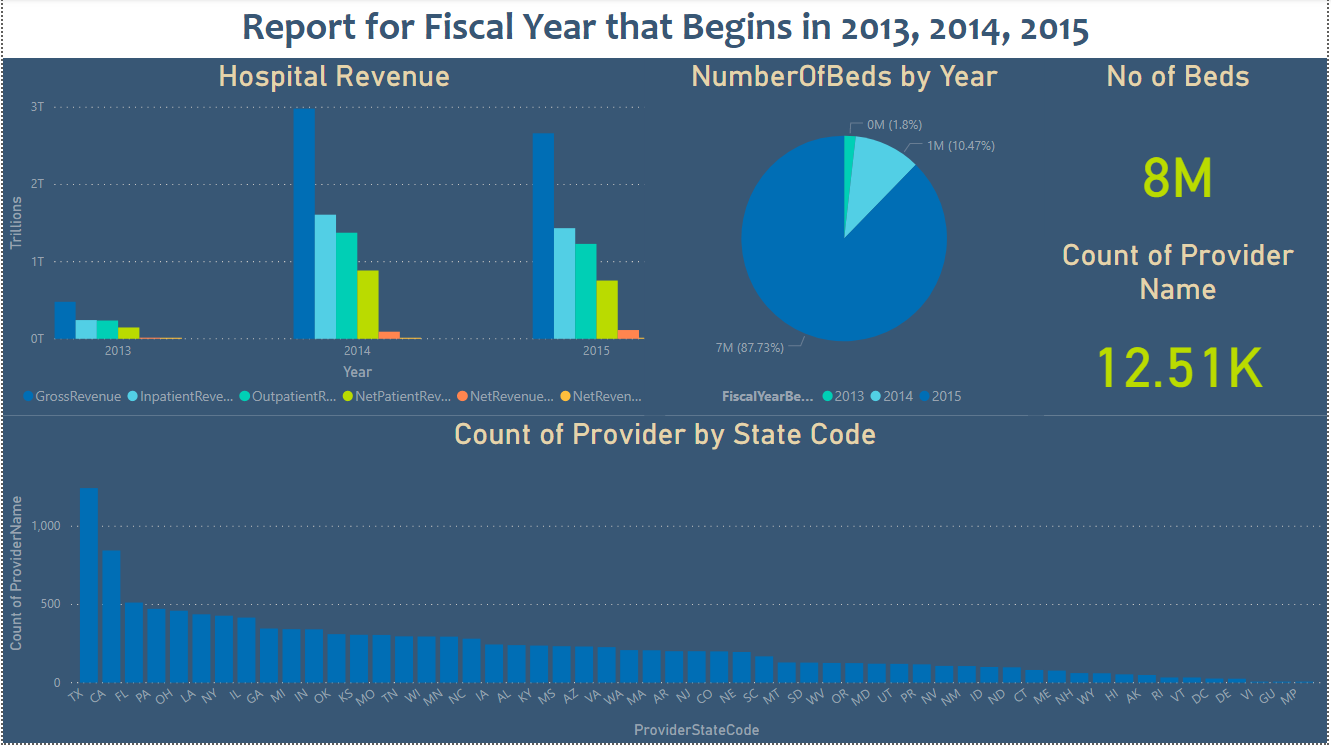 Report for Fiscal Year that Begins in 2013, 2014, 2015
Hospital Revenue
3T
2T
1T
0T
Trillions
2013
2014
2015
Year
GrossRevenue
InpatientReve...
OutpatientR...
NetPatientRev...
NetRevenue...
NetReven...
NumberOfBeds by Year
0M (1.8%)
1M (10.47%)
7M (87.73%)
FiscalYearBe...
2013
2014
2015
No of Beds
8M
Count of Provider
Name
12.51K
Count of Provider by State Code
Count of ProviderName
1,000
500
0
TX
CA
FL
PA
OH
LA
NY
IL
GA
MI
IN
OK
KS
MO
TN
WI
MN
NC
IA
AL
KY
MS
AZ
VA
WA
MA
AR
NJ
CO
NE
SC
MT
SD
WV
OR
MD
UT
PR
NV
NM
ID
ND
CT
ME
NH
WY
HI
AK
RI
VT
DC
DE
VI
GU
MP
ProviderStateCode